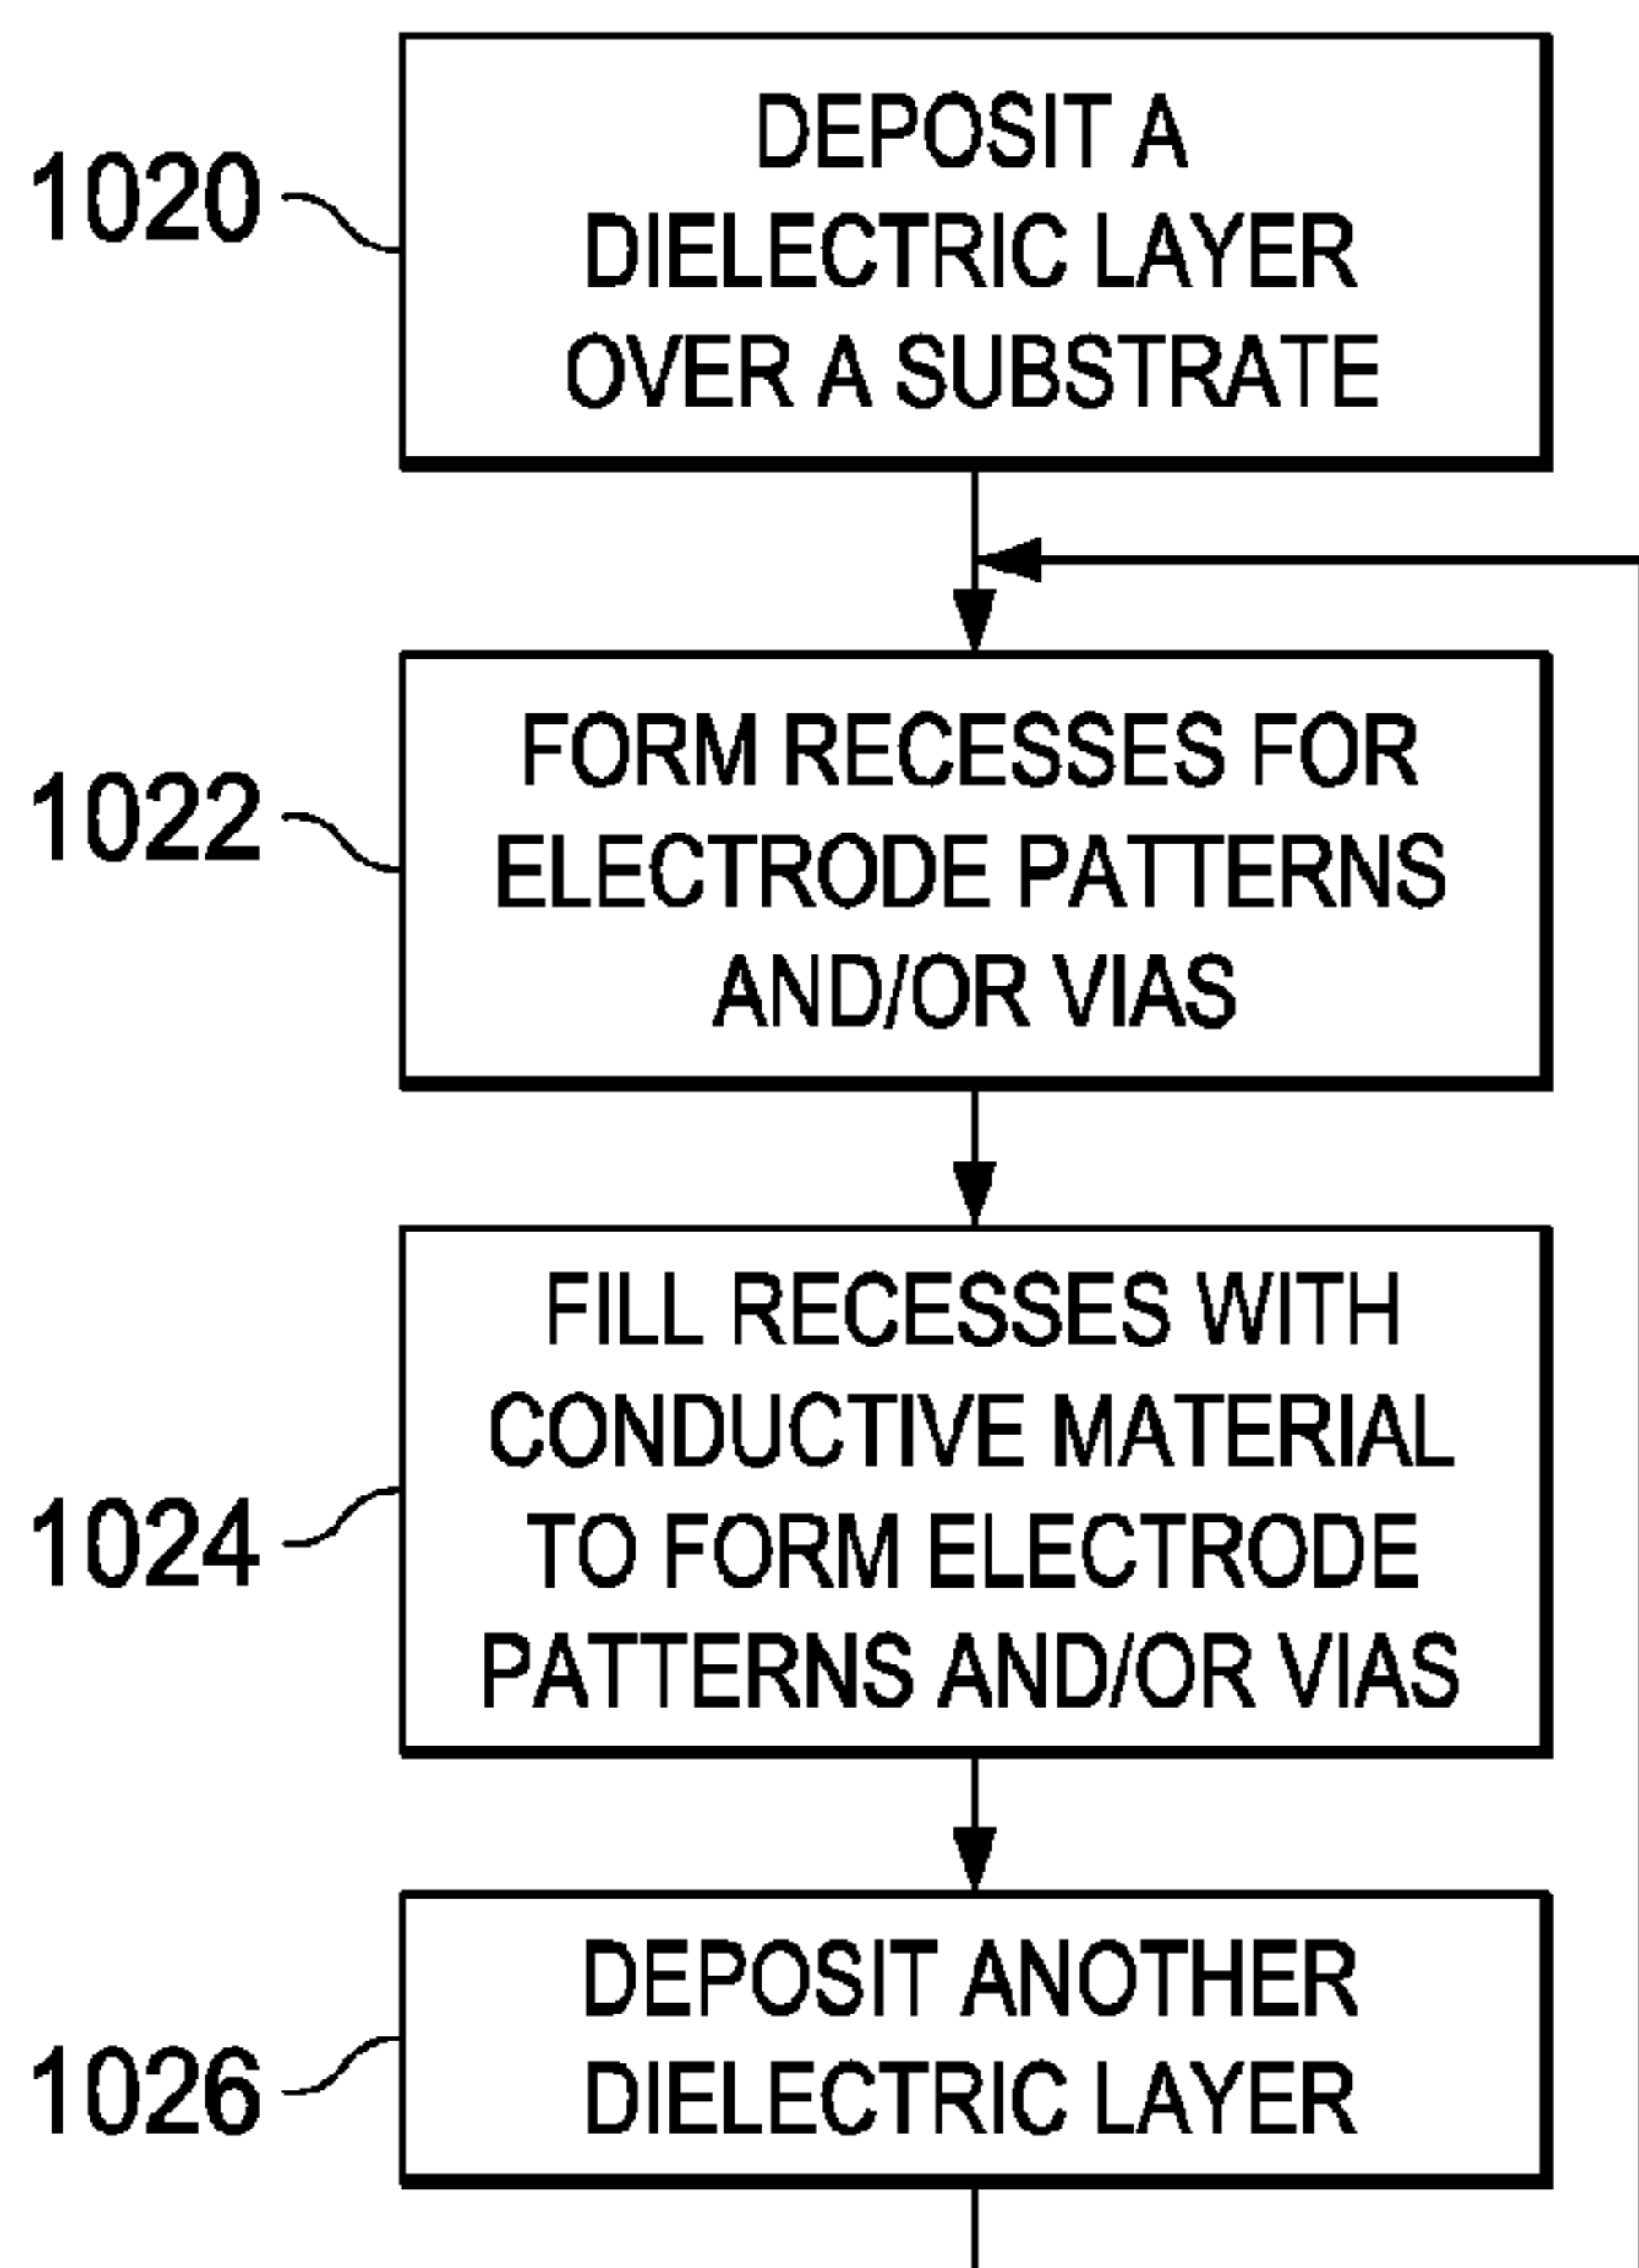 1020
DEPOSIT A
DIELECTRIC LAYER
OVER A SUBSTRATE
1022
FORM RECESSES FOR
ELECTRODE PATTERNS
AND/OR VIAS
1024
FILL RECESSES WITH
CONDUCTIVE MATERIAL
TO FORM ELECTRODE
PATTERNS AND/OR VIAS
1026
DEPOSIT ANOTHER
DIELECTRIC LAYER